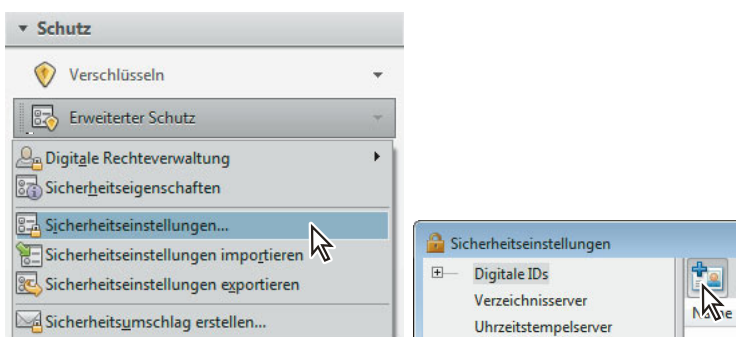 Schutz
Verschlüsseln
Erweiterter Schutz
Digitale Rechteverwaltung
Sicherheitseigenschaften
Sicherheitseinstellungen...
Sicherheitseinstellungen importieren
Sicherheitseinstellungen exportieren
Sicherheitsumschlag erstellen...
Sicherheitseinstellungen
Digitale IDs
Verzeichnisserver
Name
Uhrzeitstempelserver